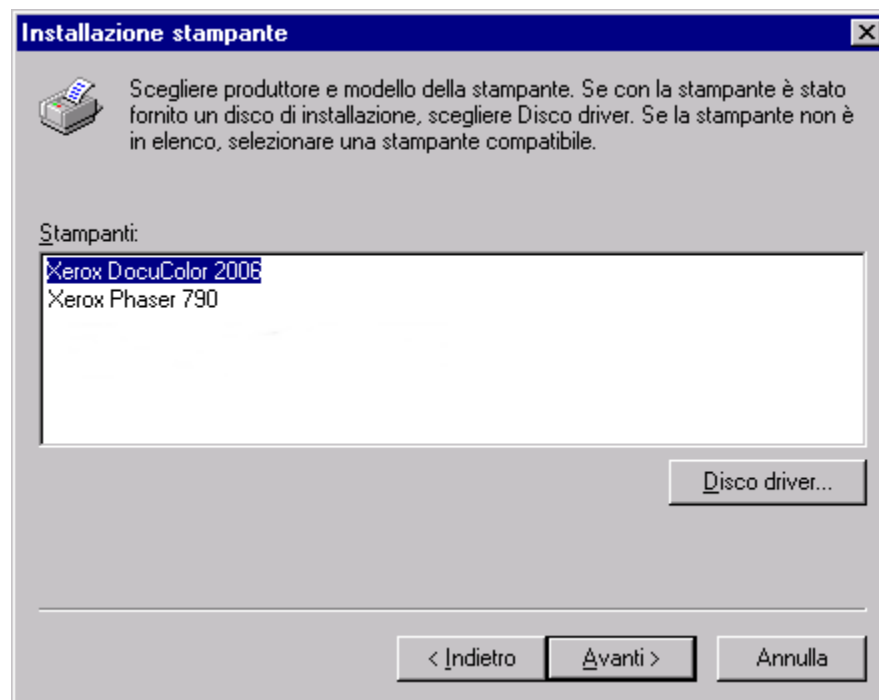 Installazione stampante
Scegliere produttore e modello della stampante. Se con la stampante è stato
fornito un disco di installazione, scegliere Disco driver. Se la stampante non è
in elenco, selezionare una stampante compatibile.
Stampanti:
Xerox DocuColor 2006
Xerox Phaser 790
Disco driver...
< Indietro
Avanti >
Annulla